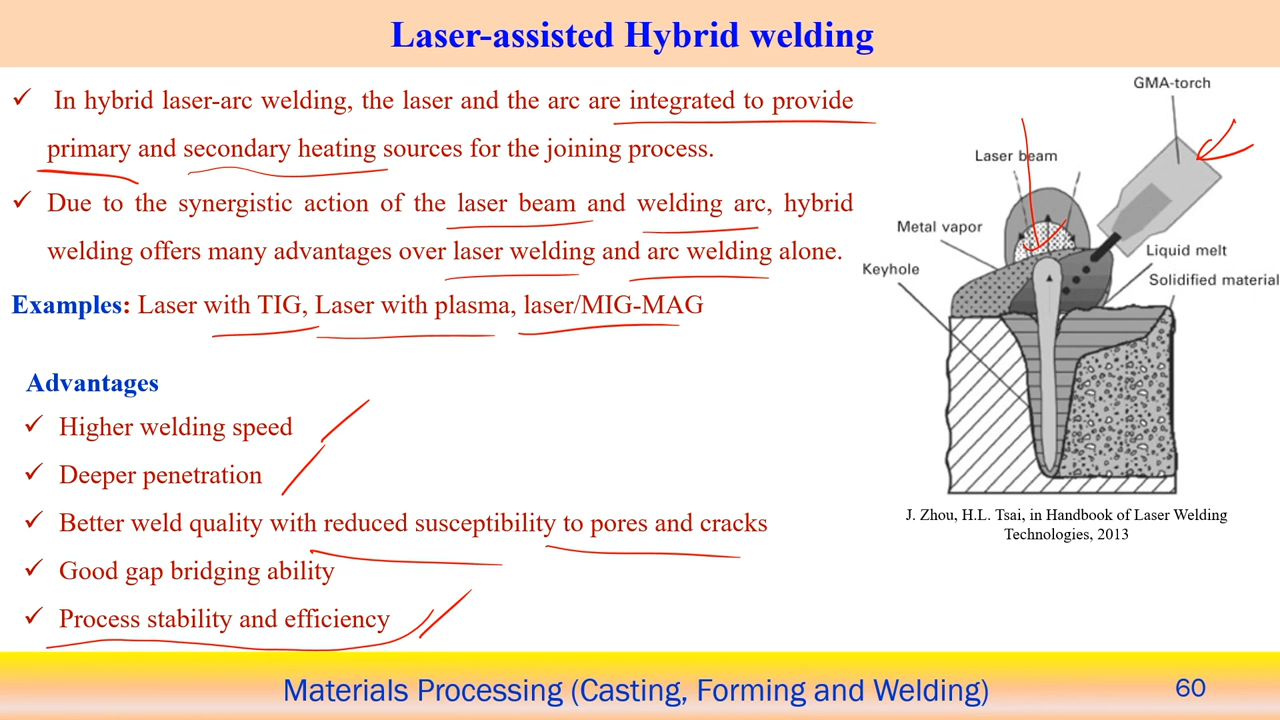 Laser-assisted Hybrid welding
✓ In hybrid laser-arc welding, the laser and the arc are integrated to provide
primary and secondary heating sources for the joining process.
✓ Due to the synergistic action of the laser beam and welding arc, hybrid
welding offers many advantages over laser welding and arc welding alone.
Examples: Laser with TIG, Laser with plasma, laser/MIG-MAG
Advantages
✓ Higher welding speed
✓ Deeper penetration
✓ Better weld quality with reduced susceptibility to pores and cracks
✓ Good gap bridging ability
✓ Process stability and efficiency
GMA-torch
Laser beam
Metal vapor
Liquid melt
Keyhole
Solidified material
J. Zhou, H.L. Tsai, in Handbook of Laser Welding
Technologies, 2013
Materials Processing (Casting, Forming and Welding)
60